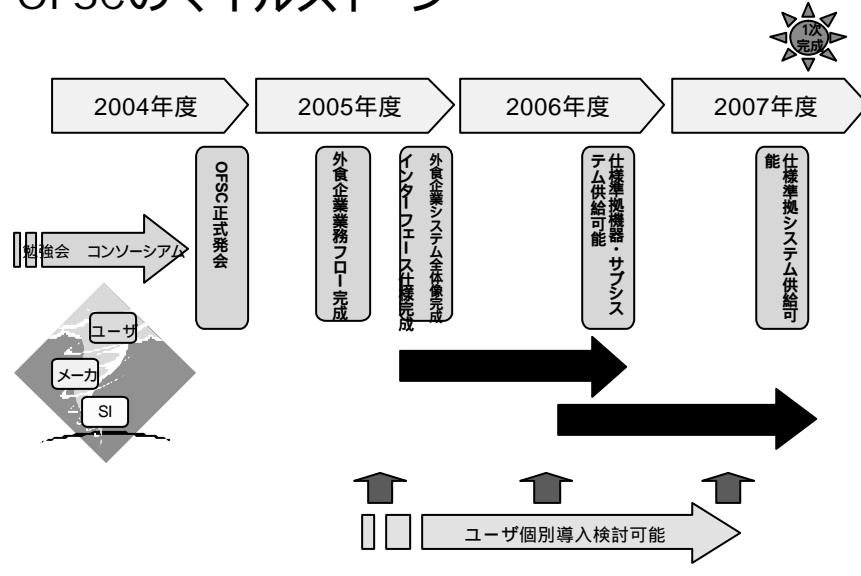 OFSCのマイルストーン
1次
完成
2004年度
2005年度
2006年度
2007年度
OFSC正式発会
外食企業業務フロー完成
外食企業システム全体像完成
インターフェース仕様完成
仕様準拠機器・サブシス
テム供給可能
仕様準拠システム供給可
能
勉強会 コンソーシアム
ユーザ
メーカ
SI
ユーザ個別導入検討可能